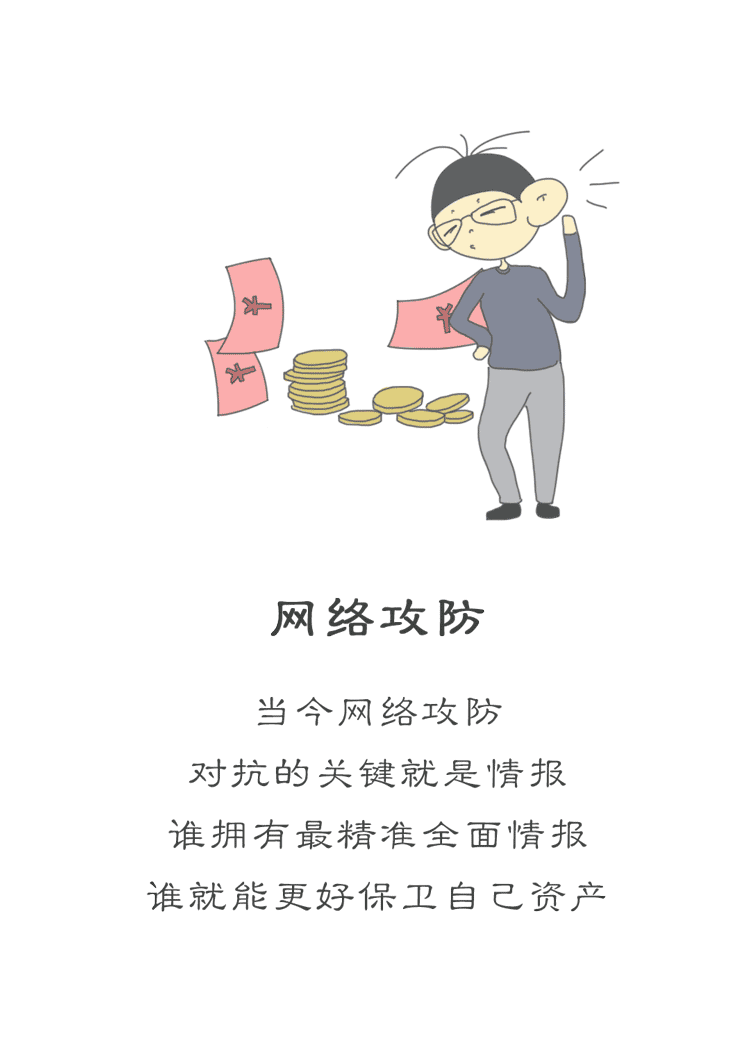 网络攻防
当今网络攻防
对抗的关键就是情报
谁拥有最精准全面情报
谁就能更好保卫自己资产